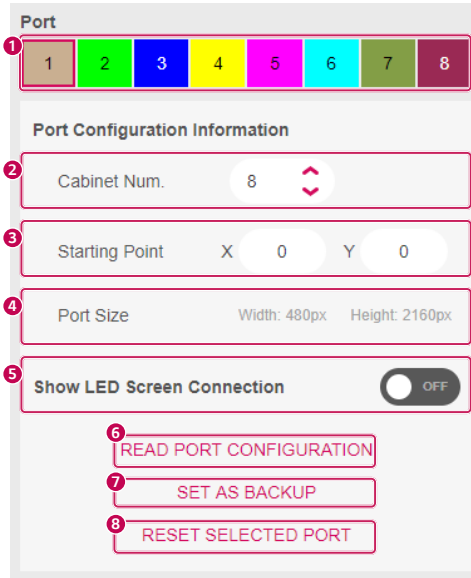 Port
1
1 2 3 4 5 6 7 8
Port Configuration Information
2
Cabinet Num. 8
3
Starting Point X 0 Y 0
4
Port Size Width: 480px Height: 2160px
5
Show LED Screen Connection OFF
6
READ PORT CONFIGURATION
7
SET AS BACKUP
8
RESET SELECTED PORT